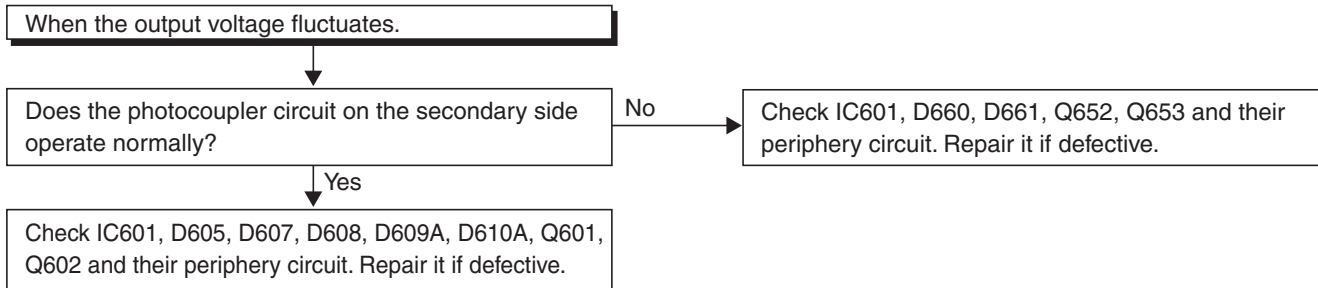 When the output voltage fluctuates.
Does the photocoupler circuit on the secondary side
operate normally?
No
Check IC601, D660, D661, Q652, Q653 and their
periphery circuit. Repair it if defective.
Yes
Check IC601, D605, D607, D608, D609A, D610A, Q601,
Q602 and their periphery circuit. Repair it if defective.